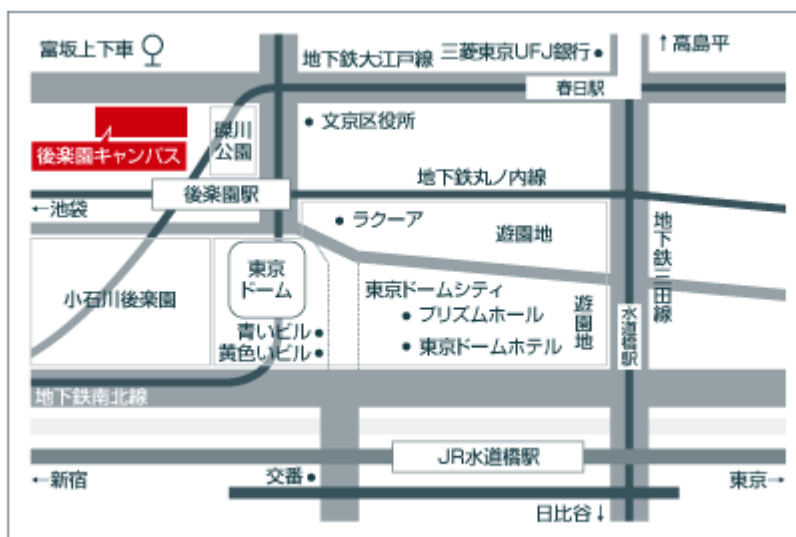 富坂上下車
地下鉄大江戸線
三菱東京UFJ銀行
↑高島平
春日駅
後楽園キャンパス
礫川
公園
文京区役所
地下鉄丸ノ内線
後楽園駅
←池袋
ラクーア
遊園地
地下鉄三田線
東京
ドーム
小石川後楽園
東京ドームシティ
プリズムホール
遊園地
水道橋駅
青いビル
黄色いビル
東京ドームホテル
地下鉄南北線
JR水道橋駅
←新宿
交番
東京→
日比谷↓